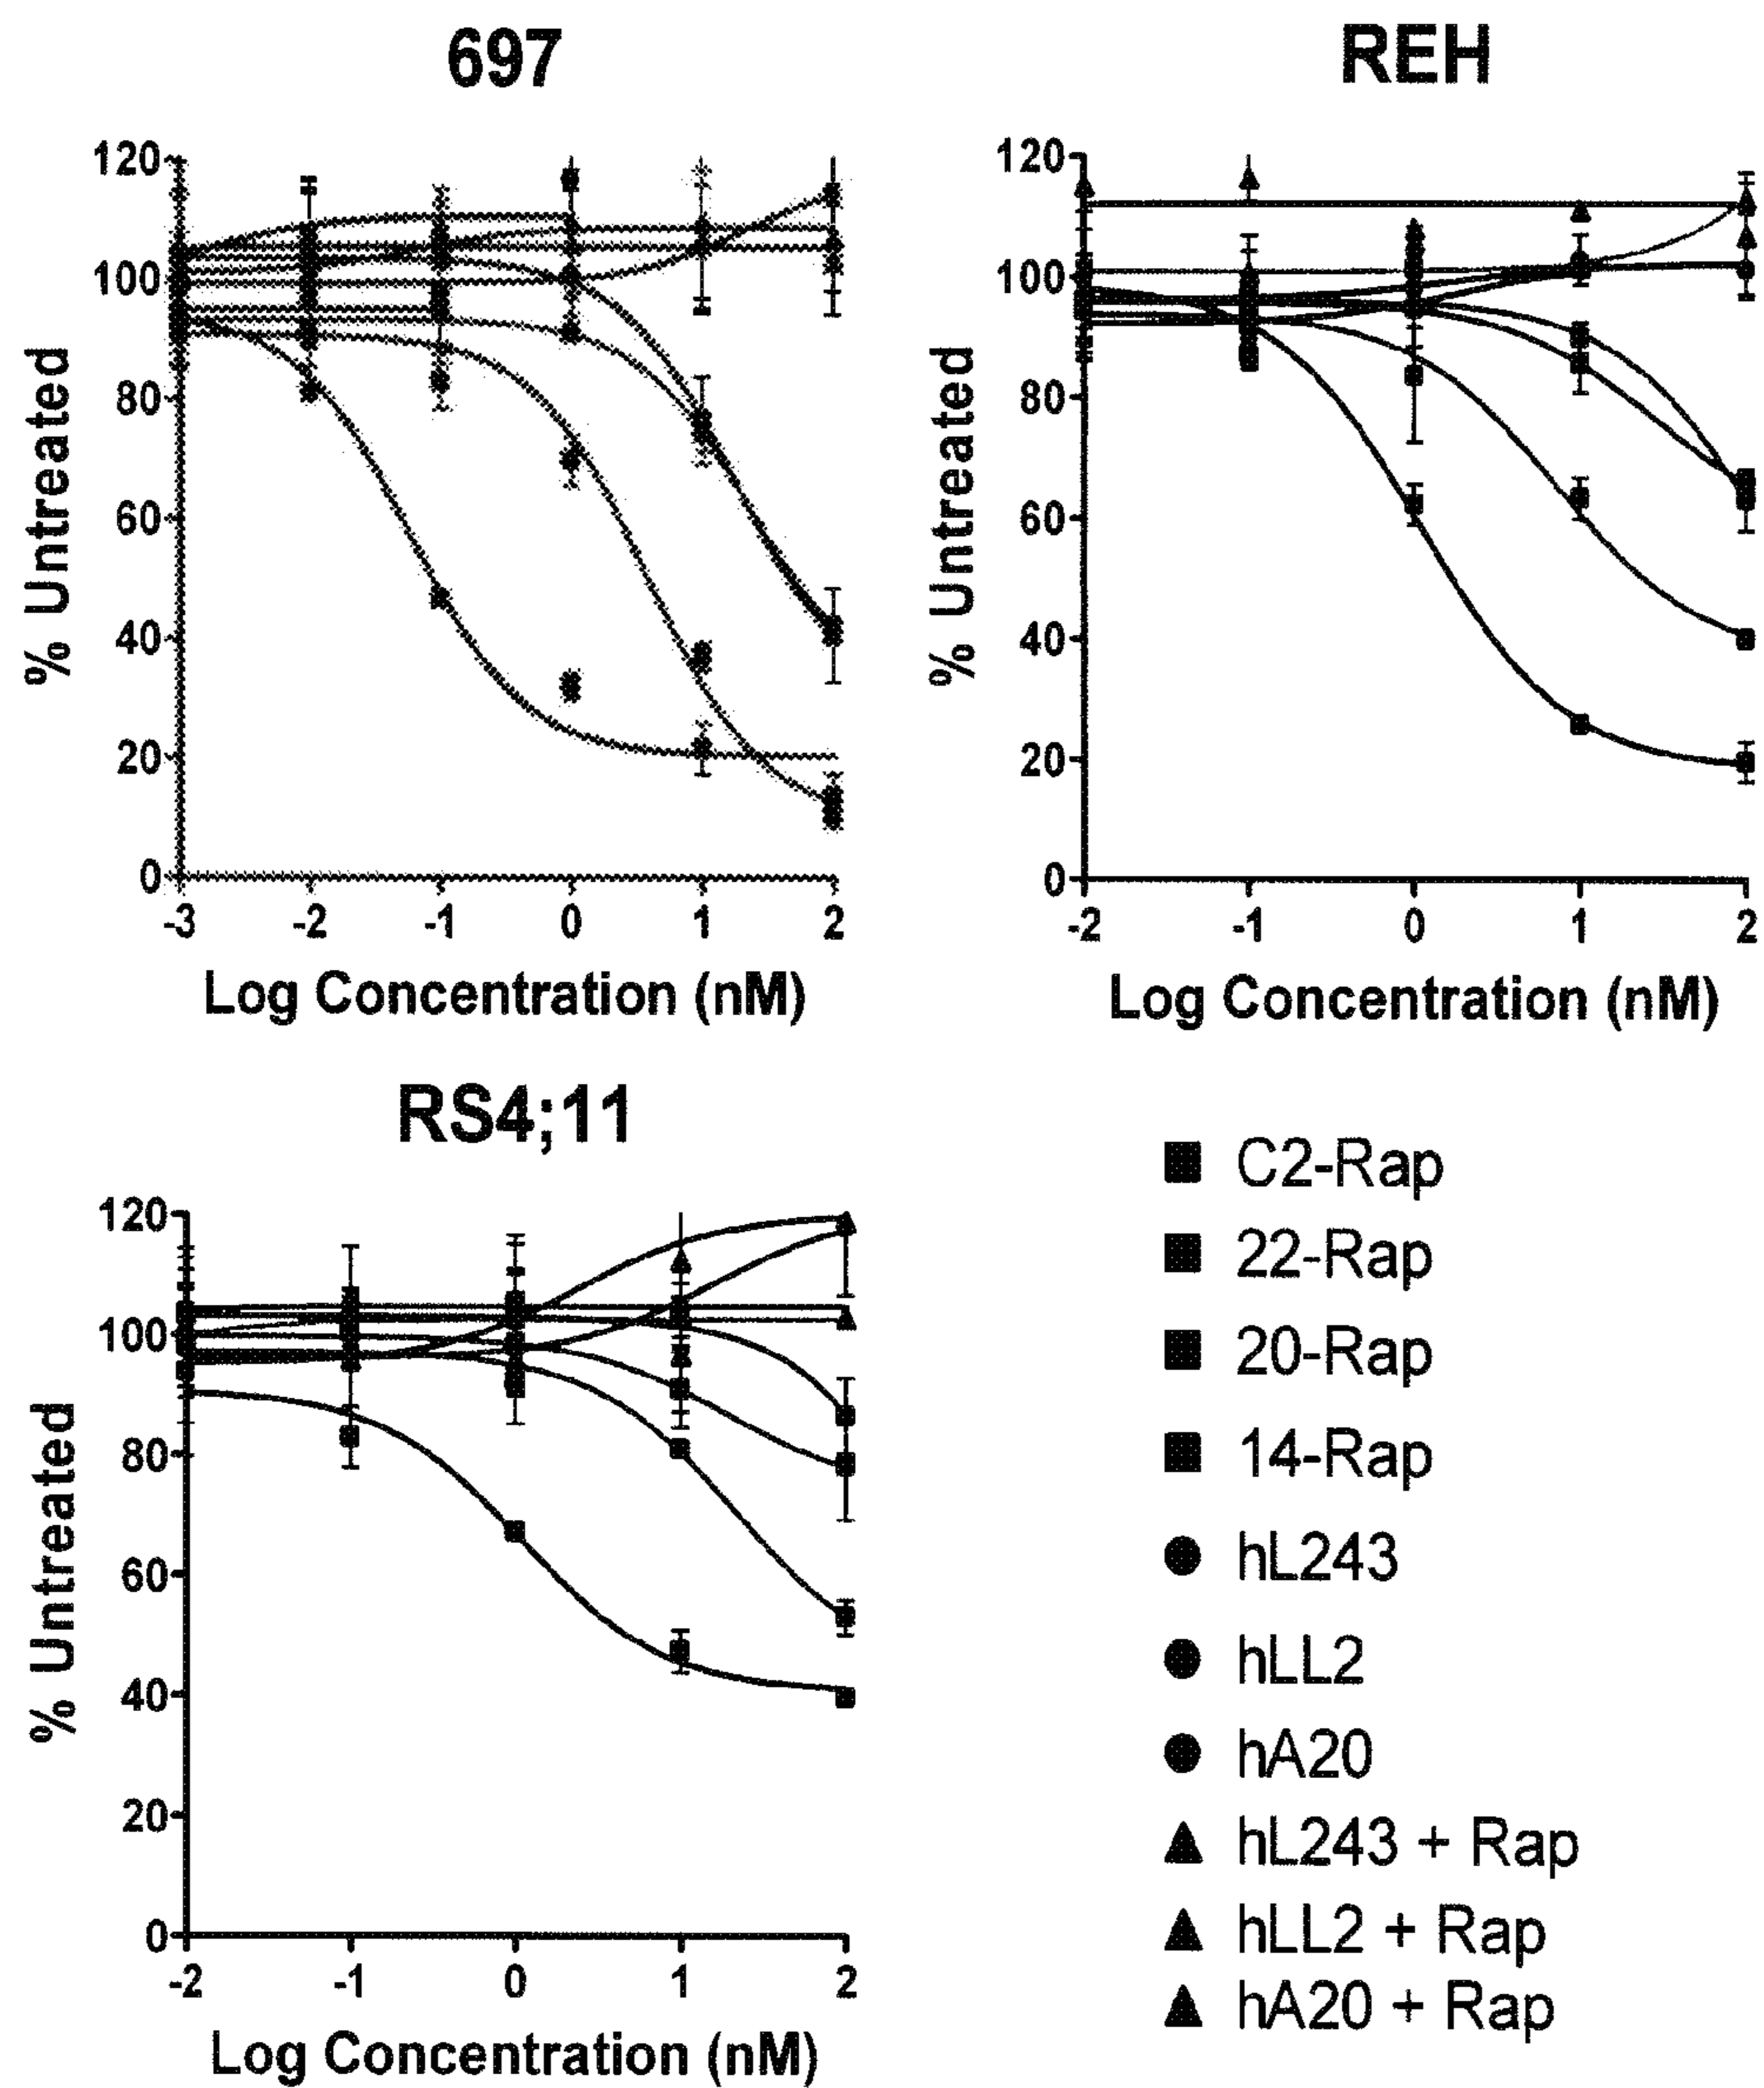 697
120
100
80
60
40
20
0
% Untreated
-3 -2 -1 0 1 2
Log Concentration (nM)
REH
120
100
80
60
40
20
0
% Untreated
-2 -1 0 1 2
Log Concentration (nM)
RS4;11
120
100
80
60
40
20
0
% Untreated
-2 -1 0 1 2
Log Concentration (nM)
C2-Rap
22-Rap
20-Rap
14-Rap
hL243
hLL2
hA20
hL243 + Rap
hLL2 + Rap
hA20 + Rap